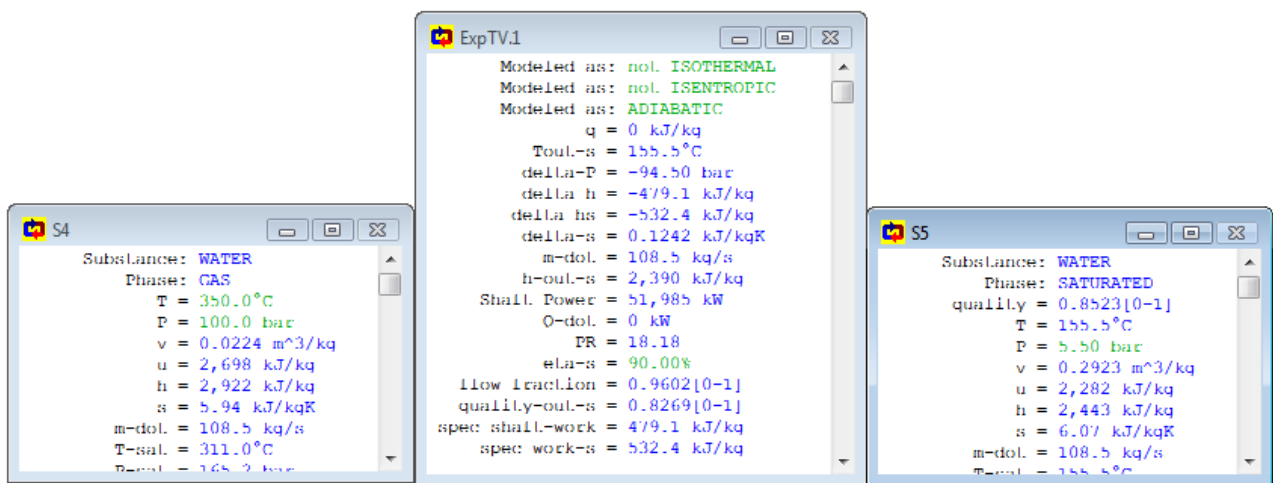 S4
Substance: WATER
Phase: GAS
T = 350.0°C
P = 100.0 bar
v = 0.0224 m^3/kg
u = 2,698 kJ/kg
h = 2,922 kJ/kg
s = 5.94 kJ/kgK
m-dot = 108.5 kg/s
T-sat = 311.0°C
P-sat = bar
ExpTV.1
Modeled as: not ISOTHERMAL
Modeled as: not ISENTROPIC
Modeled as: ADIABATIC
q = 0 kJ/kg
Tout-s = 155.5°C
delta-P = -94.50 bar
delta h = -479.1 kJ/kg
delta hs = -532.4 kJ/kg
delta-s = 0.1242 kJ/kgK
m-dot = 108.5 kg/s
h-out-s = 2,390 kJ/kg
Shaft Power = 51,985 kW
Q-dot = 0 kW
PR = 18.18
eta-s = 90.00%
flow fraction = 0.9602[0-1]
quality-out-s = 0.8269[0-1]
spec shaft-work = 479.1 kJ/kg
spec work-s = 532.4 kJ/kg
S5
Substance: WATER
Phase: SATURATED
quality = 0.8523[0-1]
T = 155.5°C
P = 5.50 bar
v = 0.2923 m^3/kg
u = 2,282 kJ/kg
h = 2,443 kJ/kg
s = 6.07 kJ/kgK
m-dot = 108.5 kg/s
T-sat = 155.5°C